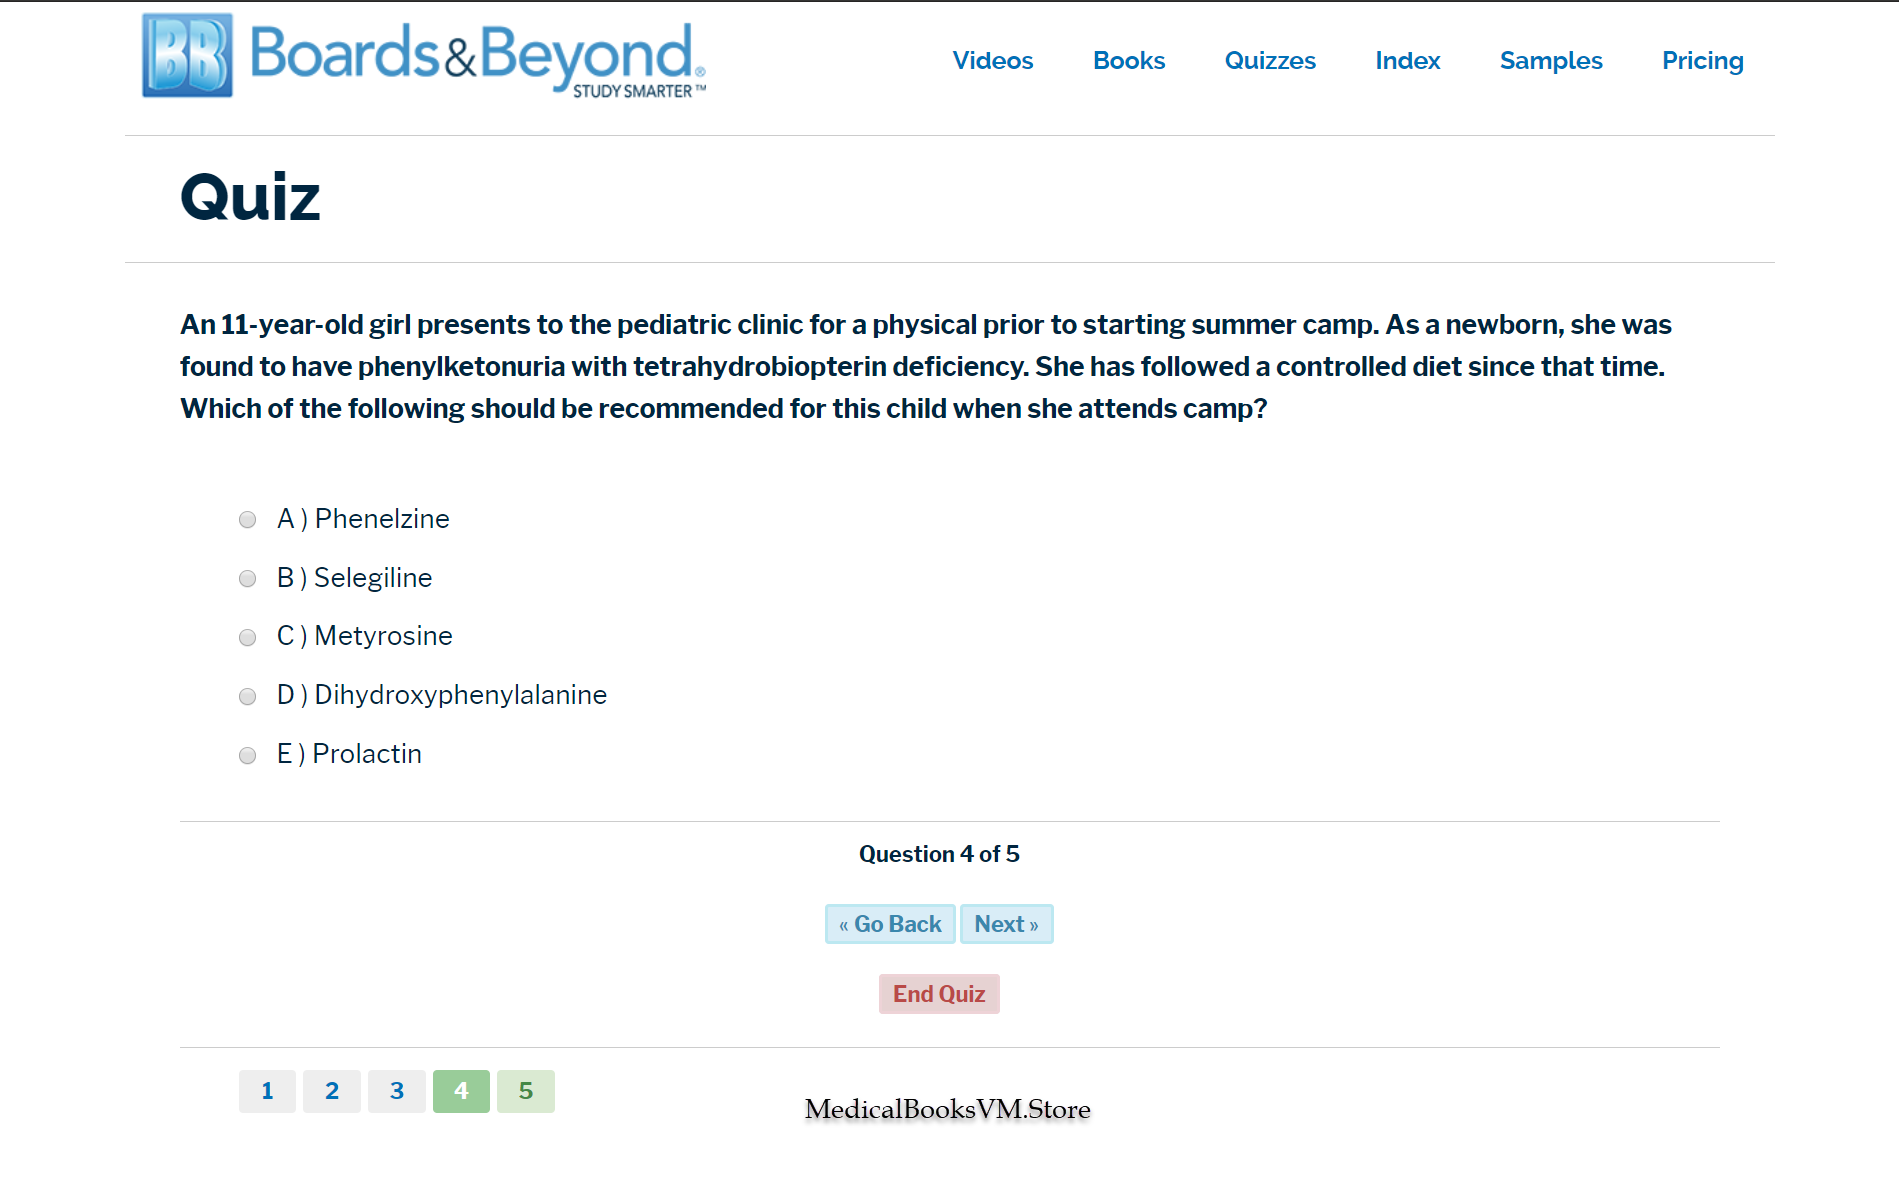 BB Boards&Beyond®
STUDY SMARTER™
Videos Books Quizzes Index Samples Pricing
Quiz
An 11-year-old girl presents to the pediatric clinic for a physical prior to starting summer camp. As a newborn, she was
found to have phenylketonuria with tetrahydrobiopterin deficiency. She has followed a controlled diet since that time.
Which of the following should be recommended for this child when she attends camp?
A ) Phenelzine
B ) Selegiline
C ) Metyrosine
D ) Dihydroxyphenylalanine
E ) Prolactin
Question 4 of 5
« Go Back Next »
End Quiz
1 2 3 4 5
MedicalBooksVM.Store